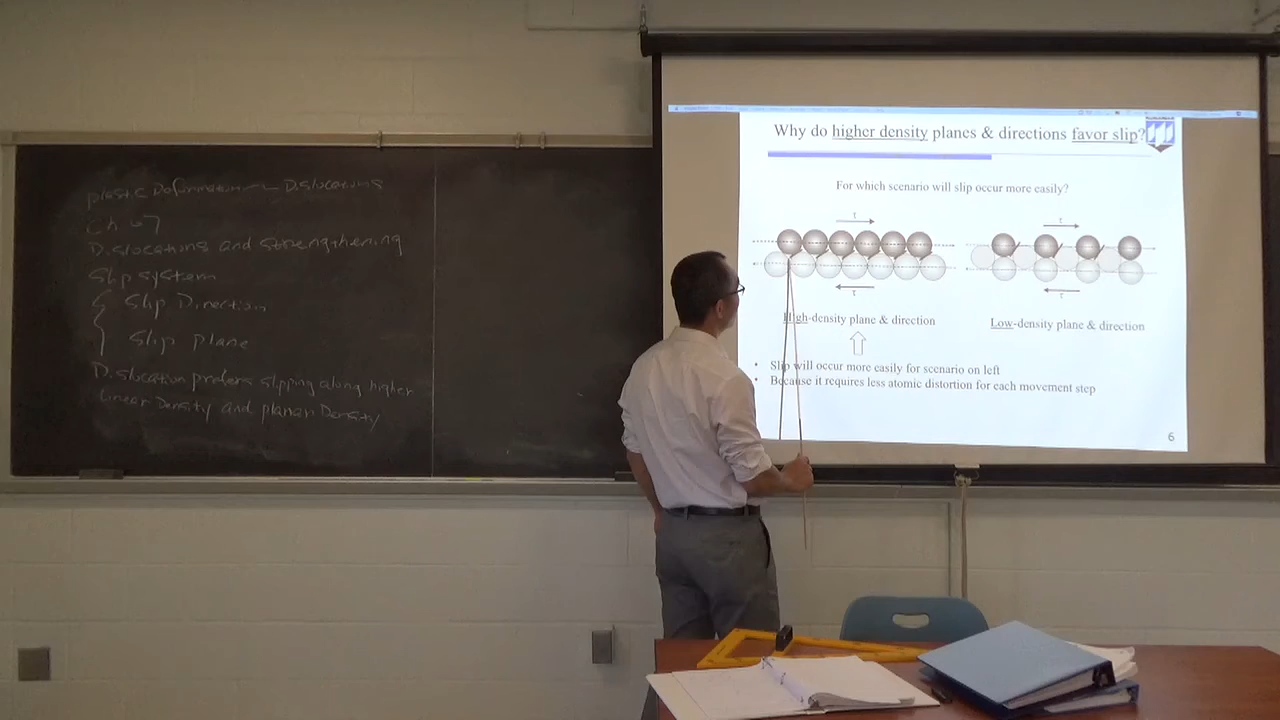 plastic Deformation — Dislocations
Ch 07
Dislocations and strengthening
Slip system
Slip Direction
Slip plane
Dislocation prefers slipping along higher
linear Density and planar Density
Why do higher density planes & directions favor slip?
For which scenario will slip occur more easily?
τ
τ
τ
τ
High-density plane & direction
Low-density plane & direction
• Slip will occur more easily for scenario on left
• Because it requires less atomic distortion for each movement step
6